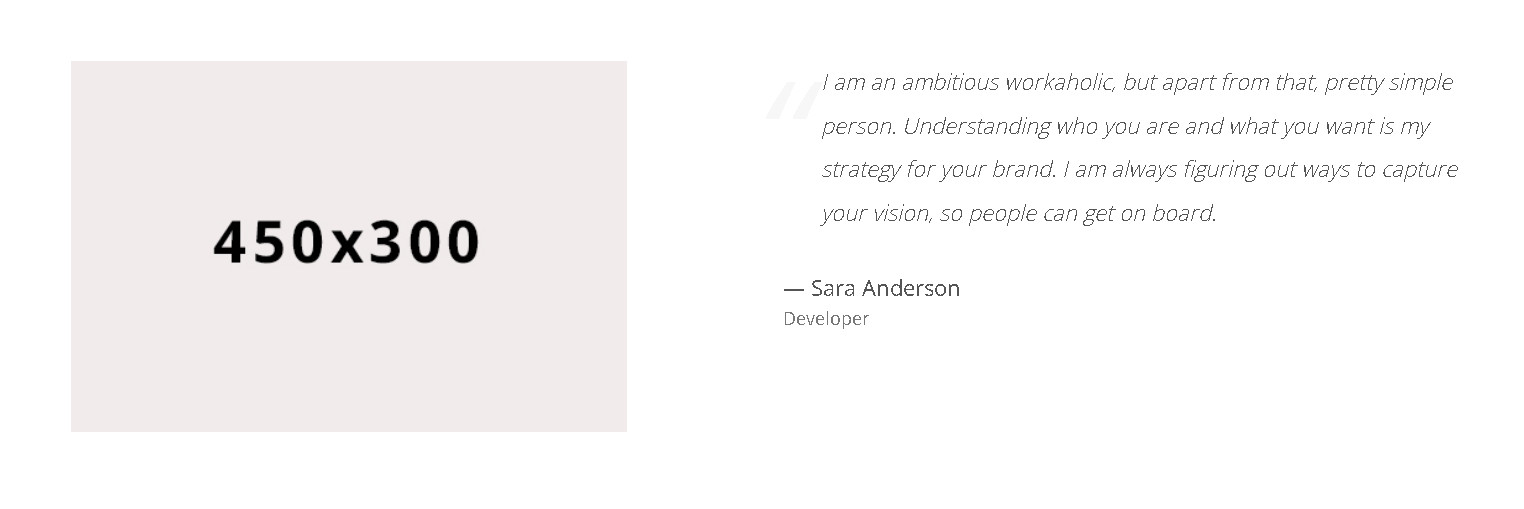 450x300
I am an ambitious workaholic, but apart from that, pretty simple
person. Understanding who you are and what you want is my
strategy for your brand. I am always figuring out ways to capture
your vision, so people can get on board.
— Sara Anderson
Developer